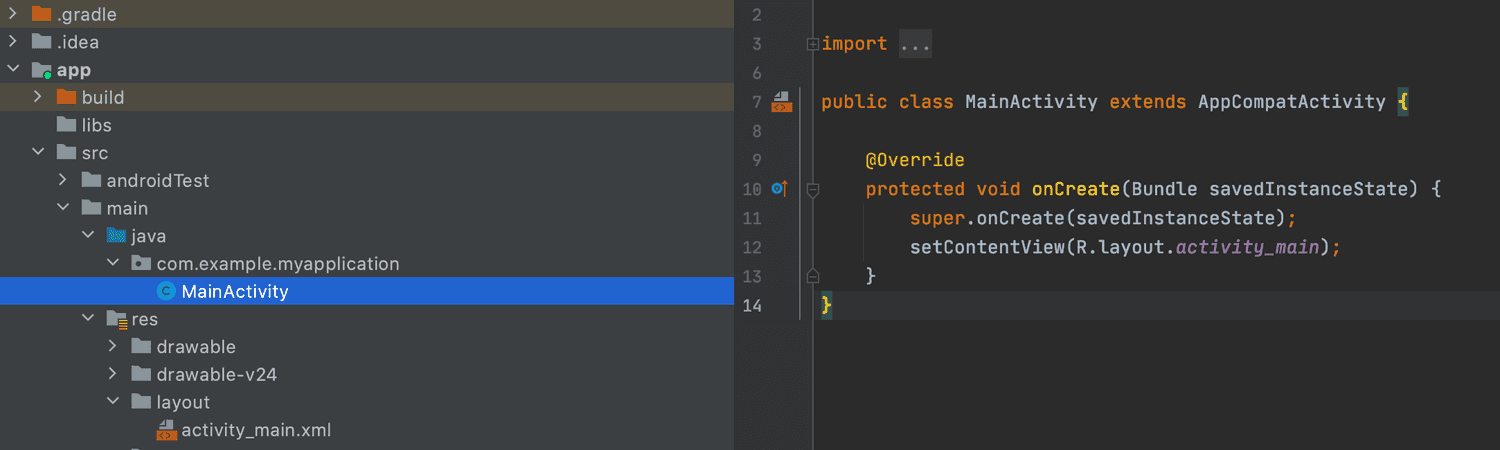 .gradle
.idea
app
build
libs
src
androidTest
main
java
com.example.myapplication
MainActivity
res
drawable
drawable-v24
layout
activity_main.xml
2
3 import ...
6
7 public class MainActivity extends AppCompatActivity {
8
9 @Override
10 protected void onCreate(Bundle savedInstanceState) {
11 super.onCreate(savedInstanceState);
12 setContentView(R.layout.activity_main);
13 }
14 }